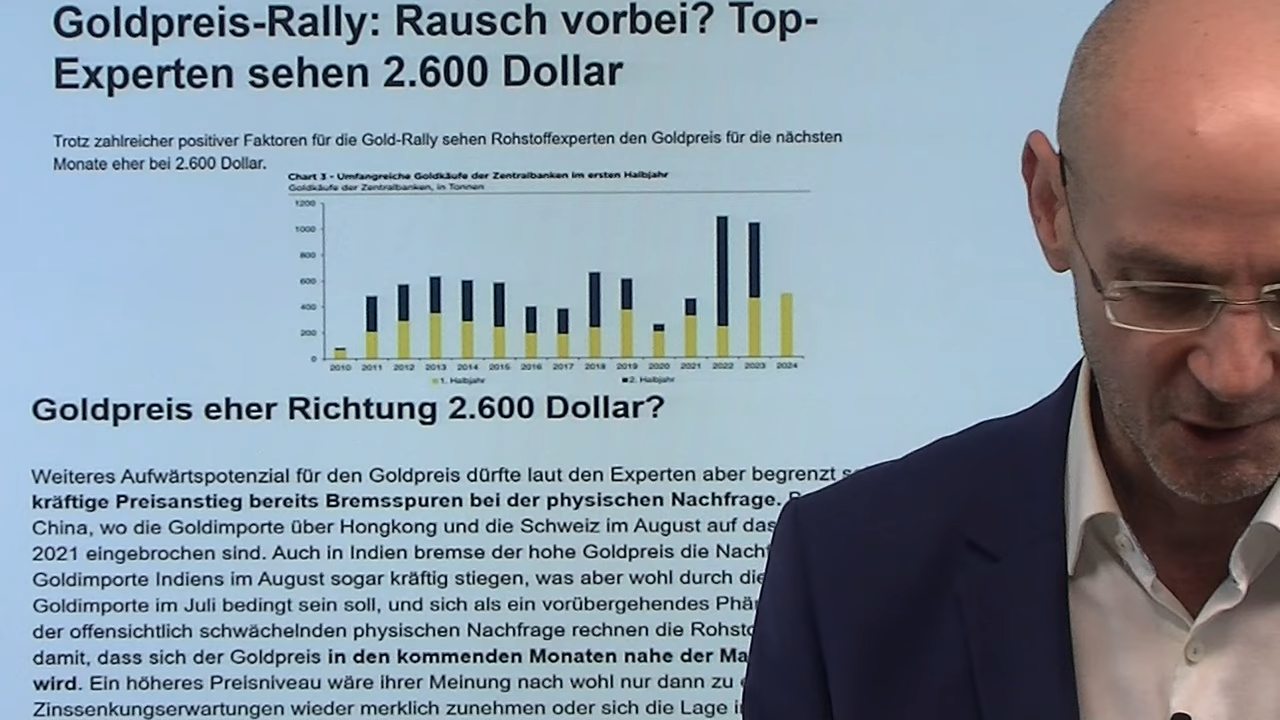 Goldpreis-Rally: Rausch vorbei? Top-
Experten sehen 2.600 Dollar
Trotz zahlreicher positiver Faktoren für die Gold-Rally sehen Rohstoffexperten den Goldpreis für die nächsten
Monate eher bei 2.600 Dollar.
Chart 3 - Umfangreiche Goldkäufe der Zentralbanken im ersten Halbjahr
Goldkäufe der Zentralbanken, in Tonnen
1200
1000
800
600
400
200
0
2010 2011 2012 2013 2014 2015 2016 2017 2018 2019 2020 2021 2022 2023 2024
1. Halbjahr 2. Halbjahr
Goldpreis eher Richtung 2.600 Dollar?
Weiteres Aufwärtspotenzial für den Goldpreis dürfte laut den Experten aber begrenzt
kräftige Preisanstieg bereits Bremsspuren bei der physischen Nachfrage.
China, wo die Goldimporte über Hongkong und die Schweiz im August auf das
2021 eingebrochen sind. Auch in Indien bremse der hohe Goldpreis die
Goldimporte Indiens im August sogar kräftig stiegen, was aber wohl durch die
Goldimporte im Juli bedingt sein soll, und sich als ein vorübergehendes
der offensichtlich schwächelnden physischen Nachfrage rechnen die
damit, dass sich der Goldpreis in den kommenden Monaten nahe der
wird. Ein höheres Preisniveau wäre ihrer Meinung nach wohl nur dann zu
Zinssenkungserwartungen wieder merklich zunehmen oder sich die Lage